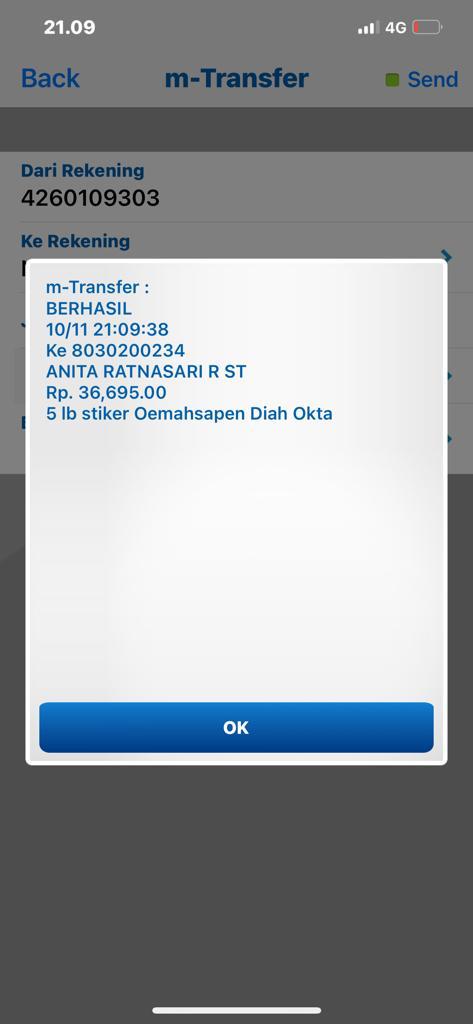 21.09
4G
Back
m-Transfer
Send
Dari Rekening
4260109303
Ke Rekening
m-Transfer :
BERHASIL
10/11 21:09:38
Ke 8030200234
ANITA RATNASARI R ST
Rp. 36,695.00
5 lb stiker Oemahsapen Diah Okta
OK